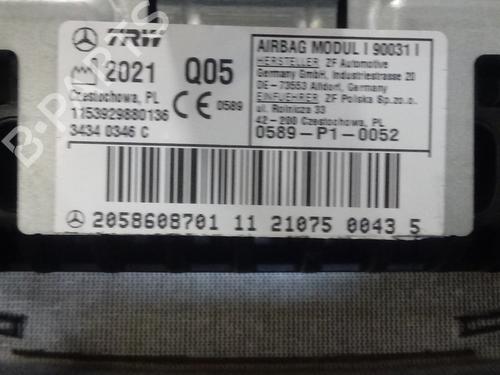 TRW
2021 Q05
Częstochowa, PL
1153929880136
3434 0346 C
CE 0589
AIRBAG MODUL I 90031 I
HERSTELLER ZF Automotive
Germany GmbH, Industriestrasse 20
DE-73553 Alfdorf, Germany
EINFUEHRER ZF Polska Sp.zo.o.
ul. Rolnicza 33
42-200 Częstochowa, PL
0589-P1-0052
2058608701 11 21075 0043 5
B-PARTS